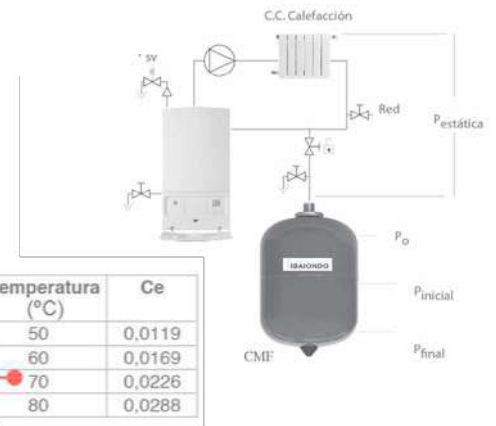 C.C. Calefacción
SV
Red
Pestática
IBAIONDO
Po
Pinicial
CMF
Pfinal
emperatura (°C) Ce
50 0,0119
60 0,0169
70 0,0226
80 0,0288